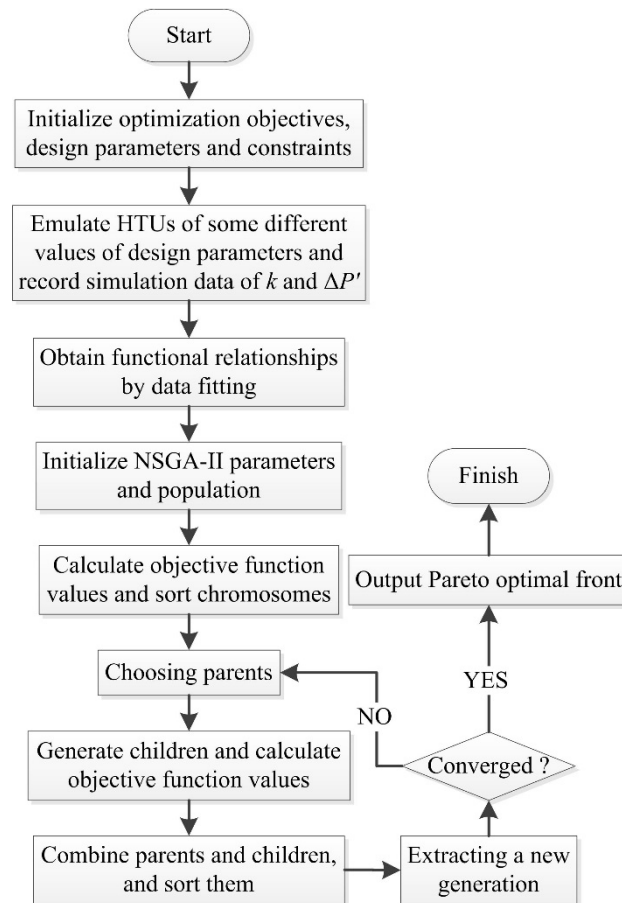 Start
Initialize optimization objectives,
design parameters and constraints
Emulate HTUs of some different
values of design parameters and
record simulation data of k and ΔP′
Obtain functional relationships
by data fitting
Initialize NSGA-II parameters
and population
Calculate objective function
values and sort chromosomes
Choosing parents
Generate children and calculate
objective function values
Combine parents and children,
and sort them
Extracting a new
generation
Converged ?
NO
YES
Output Pareto optimal front
Finish